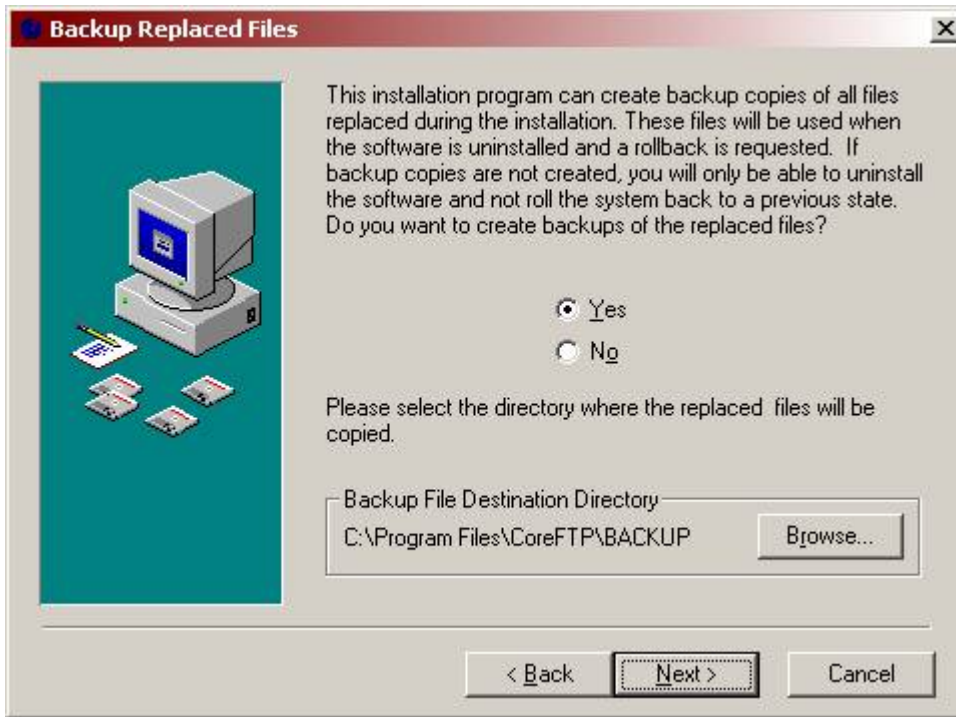 Backup Replaced Files
This installation program can create backup copies of all files
replaced during the installation. These files will be used when
the software is uninstalled and a rollback is requested. If
backup copies are not created, you will only be able to uninstall
the software and not roll the system back to a previous state.
Do you want to create backups of the replaced files?
Yes
No
Please select the directory where the replaced files will be
copied.
Backup File Destination Directory
C:\Program Files\CoreFTP\BACKUP
Browse...
< Back
Next >
Cancel